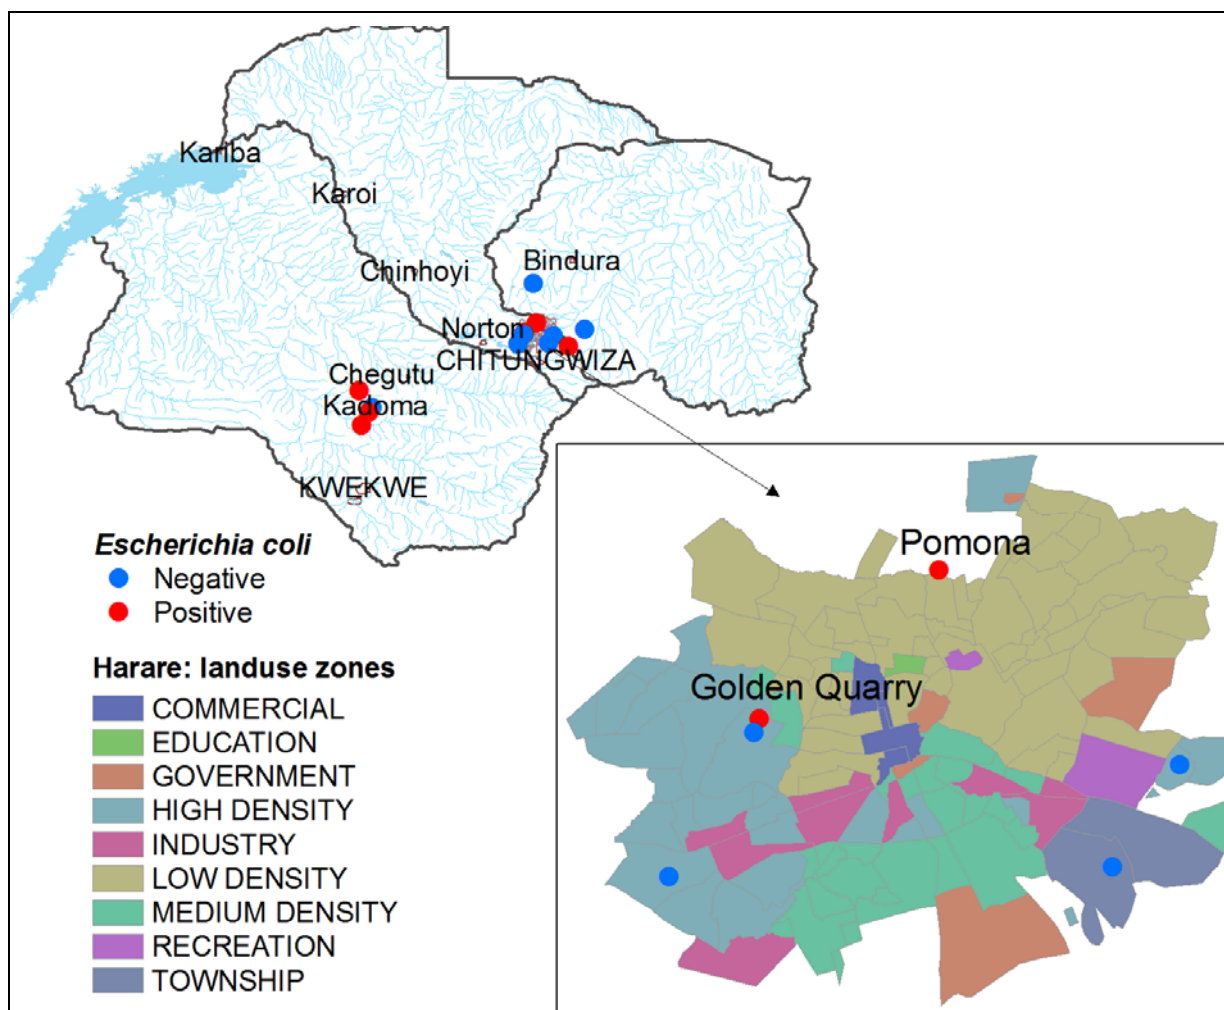 Kariba
Karoi
Chinhoyi
Bindura
Norton
CHITUNGWIZA
Chegutu
Kadoma
KWEKWE
Escherichia coli
Negative
Positive
Harare: landuse zones
COMMERCIAL
EDUCATION
GOVERNMENT
HIGH DENSITY
INDUSTRY
LOW DENSITY
MEDIUM DENSITY
RECREATION
TOWNSHIP
Pomona
Golden Quarry